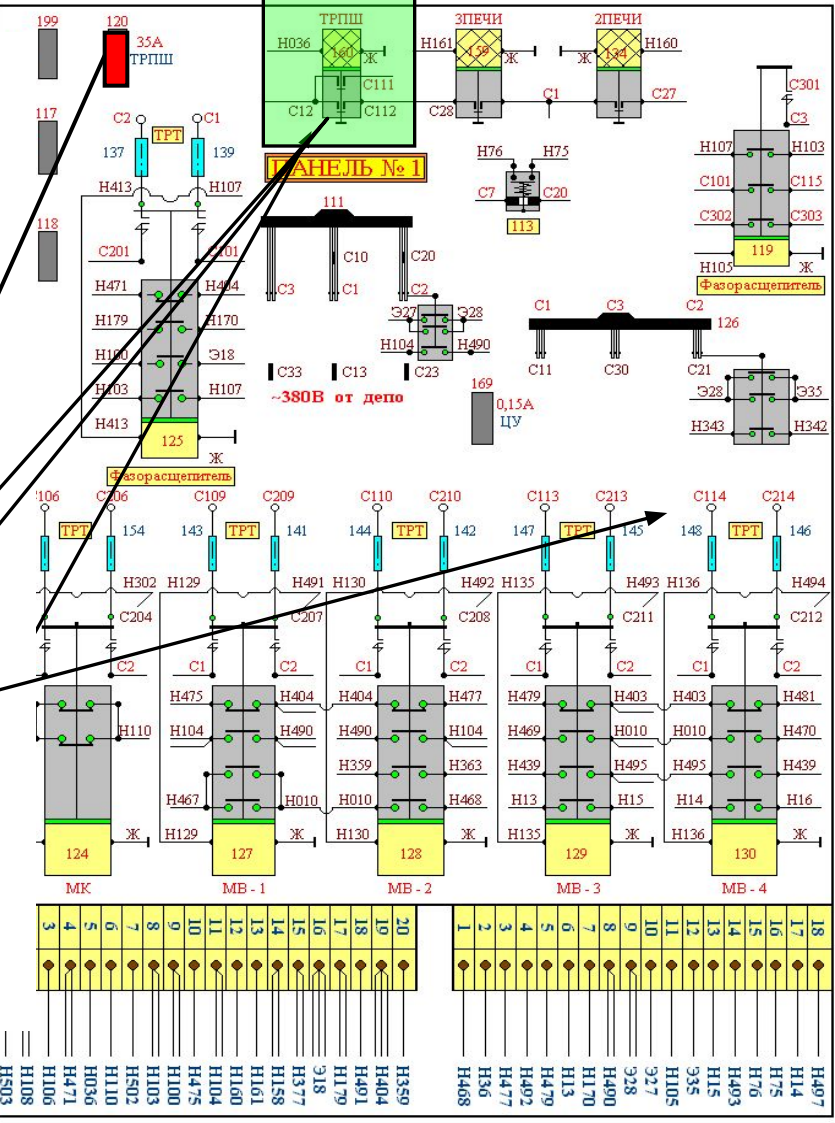 199
120
35А
ТРПШ
117
118
ТРПШ
Н036
160
Ж
С111
С12
С112
3ПЕЧИ
Н161
159
Ж
С28
С1
2ПЕЧИ
Ж
134
Н160
С27
С301
С3
Н107
Н103
С101
С115
С302
С303
119
Н105
Ж
Фазорасщепитель
ПАНЕЛЬ № 1
Н76
Н75
С7
С20
113
С2
ТРТ
С1
137
139
Н413
Н107
С201
Н471
Н404
Н179
Н170
Н100
Э18
Н103
Н107
Н413
125
Ж
Фазорасщепитель
111
С10
С20
С3
С1
С2
Э27
Э28
Н104
Н490
С33
С13
С23
~380В от депо
169
0,15А
ЦУ
С1
С3
С2
126
С11
С30
С21
Э28
Э35
Н343
Н342
С206
С109
С209
С110
С210
С113
С213
С114
С214
ТРТ
154
143
ТРТ
141
144
ТРТ
142
147
ТРТ
145
148
ТРТ
146
Н302
Н129
Н491
Н130
Н492
Н135
Н493
Н136
Н494
С204
С207
С208
С211
С212
С2
С1
С2
С1
С2
С1
С2
С1
С2
Н475
Н404
Н404
Н477
Н479
Н403
Н403
Н481
Н110
Н104
Н490
Н490
Н104
Н469
Н010
Н010
Н470
Н359
Н363
Н439
Н495
Н495
Н439
Н467
Н010
Н010
Н468
Н13
Н15
Н14
Н16
124
Н129
127
Ж
Н130
128
Ж
Н135
129
Ж
Н136
130
Ж
МК
МВ - 1
МВ - 2
МВ - 3
МВ - 4
3 4 5 6 7 8 9 10 11 12 13 14 15 16 17 18 19 20
1 2 3 4 5 6 7 8 9 10 11 12 13 14 15 16 17 18
Н503 Н108 Н106 Н471 Н036 Н110 Н502 Н103 Н100 Н475 Н104 Н160 Н161 Н158 Н377 Э18 Н179 Н491 Н404 Н359
Н468 Н36 Н477 Н492 Н479 Н13 Н170 Н490 Э28 Э27 Н105 Э35 Н15 Н493 Н76 Н75 Н14 Н497